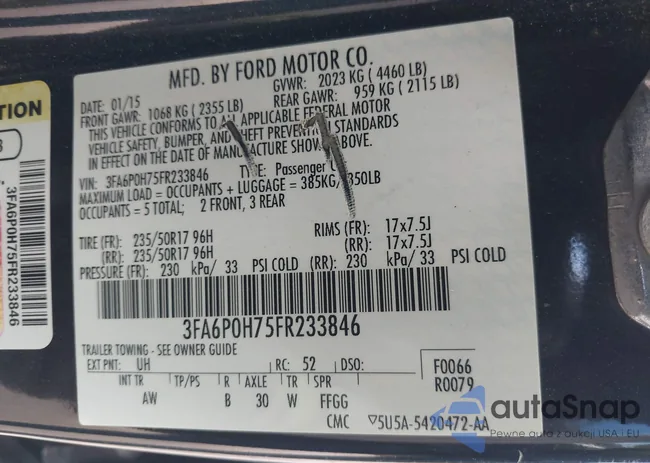 MFD. BY FORD MOTOR CO.
DATE: 01/15 GVWR: 2023 KG ( 4460 LB)
FRONT GAWR: 1068 KG ( 2355 LB) REAR GAWR: 959 KG ( 2115 LB)
THIS VEHICLE CONFORMS TO ALL APPLICABLE FEDERAL MOTOR
VEHICLE SAFETY, BUMPER, AND THEFT PREVENTION STANDARDS
IN EFFECT ON THE DATE OF MANUFACTURE SHOWN ABOVE.
VIN: 3FA6P0H75FR233846 TYPE: Passenger
MAXIMUM LOAD = OCCUPANTS + LUGGAGE = 385KG/ 850LB
OCCUPANTS = 5 TOTAL; 2 FRONT, 3 REAR
TIRE (FR): 235/50R17 96H RIMS (FR): 17x7.5J
(RR): 235/50R17 96H (RR): 17x7.5J
PRESSURE (FR): 230 kPa/ 33 PSI COLD (RR): 230 kPa/ 33 PSI COLD
3FA6P0H75FR233846
TRAILER TOWING - SEE OWNER GUIDE
EXT PNT: UH RC: 52 DSO: F0066
R0079
INT TR TP/PS R AXLE TR SPR
AW B 30 W FFGG
CMC ▽5U5A-5420472-AA
TION
3FA6P0H75FR233846
autoSnap
Pewne auta z aukcji USA i EU